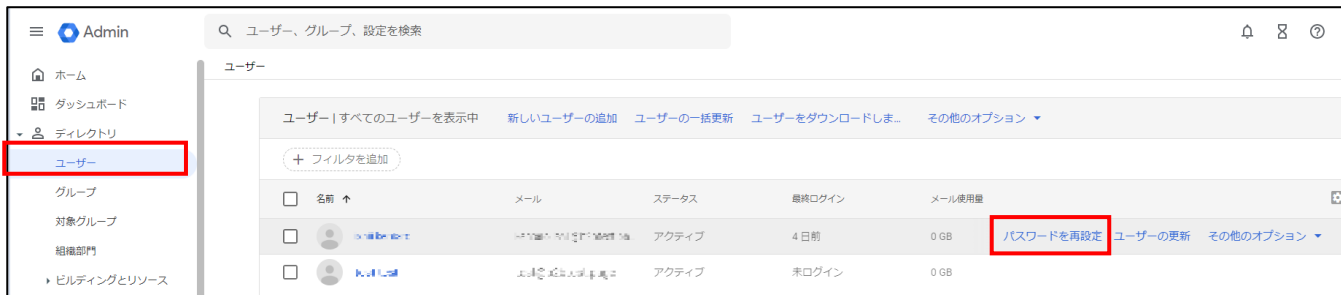 Admin
ユーザー、グループ、設定を検索
ホーム
ダッシュボード
ディレクトリ
ユーザー
グループ
対象グループ
組織部門
ビルディングとリソース
ユーザー
ユーザー | すべてのユーザーを表示中 新しいユーザーの追加 ユーザーの一括更新 ユーザーをダウンロードしま... その他のオプション
+ フィルタを追加
名前 メール ステータス 最終ログイン メール使用量
アクティブ 4 日前 0 GB パスワードを再設定 ユーザーの更新 その他のオプション
アクティブ 未ログイン 0 GB